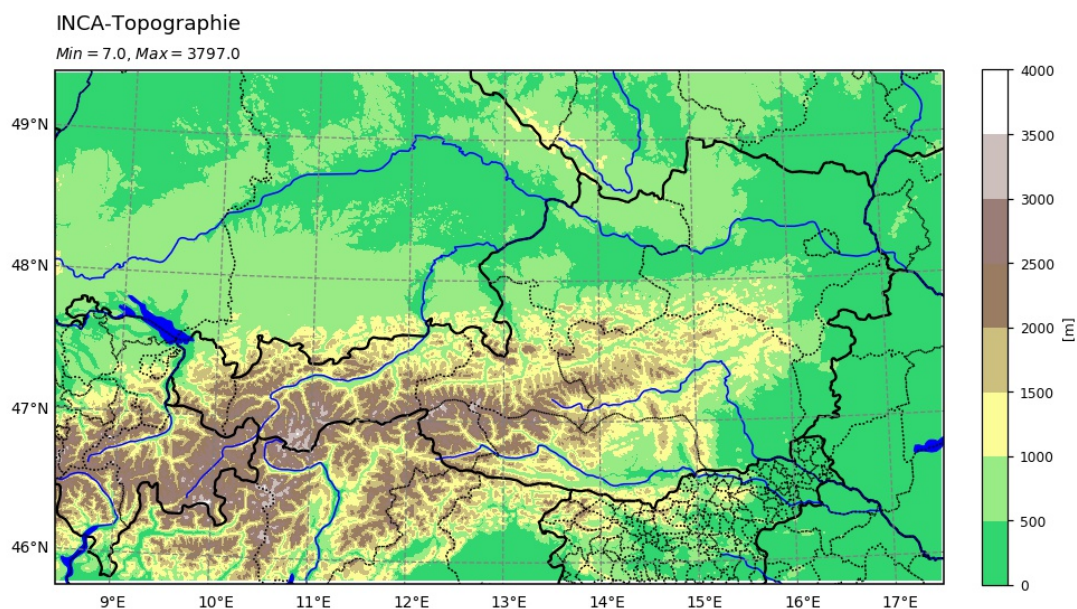 INCA-Topographie
Min = 7.0, Max = 3797.0
4000
3500
3000
2500
2000
1500
1000
500
0
[m]
49°N
48°N
47°N
46°N
9°E 10°E 11°E 12°E 13°E 14°E 15°E 16°E 17°E